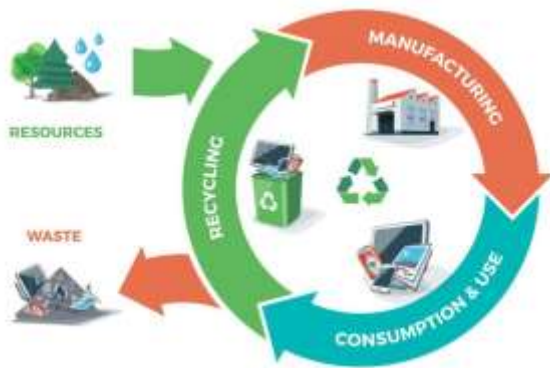 RESOURCES
MANUFACTURING
RECYCLING
WASTE
CONSUMPTION & USE